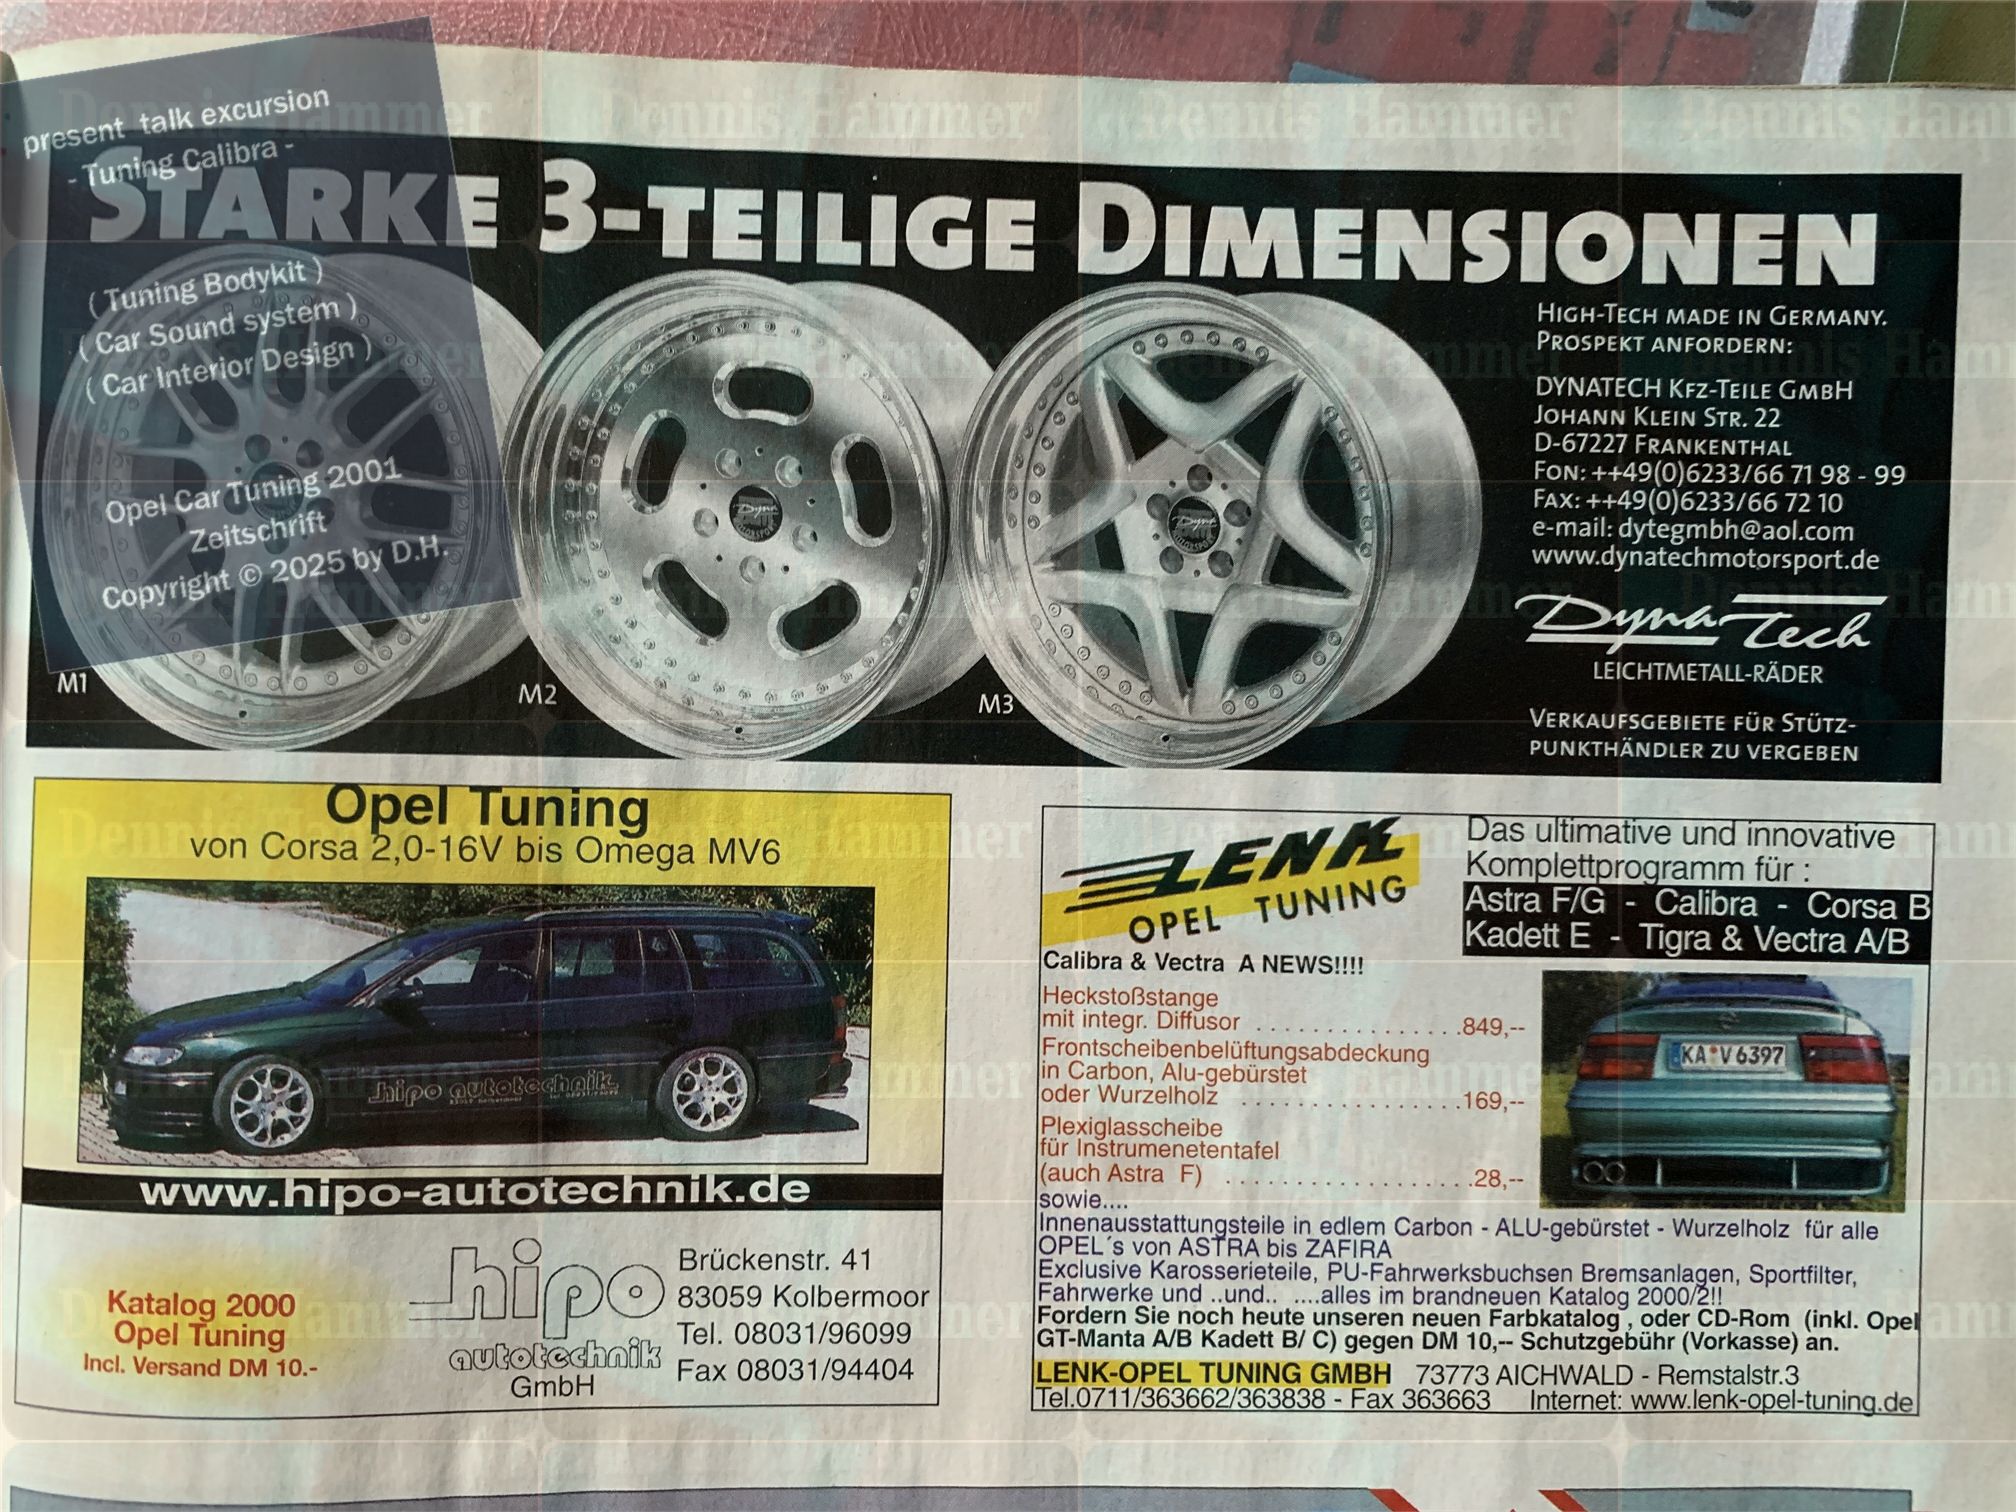 present talk excursion
- Tuning Calibra -
( Tuning Bodykit )
( Car Sound system )
( Car Interior Design )
Opel Car Tuning 2001
Zeitschrift
Copyright © 2025 by D.H.
Dennis Hammer
STARKE 3-TEILIGE DIMENSIONEN
M1
M2
M3
HIGH-TECH MADE IN GERMANY.
PROSPEKT ANFORDERN:
DYNATECH KFZ-TEILE GMBH
JOHANN KLEIN STR. 22
D-67227 FRANKENTHAL
FON: ++49(0)6233/66 71 98 - 99
FAX: ++49(0)6233/66 72 10
e-mail: dytegmbh@aol.com
www.dynatechmotorsport.de
Dyna Tech
LEICHTMETALL-RÄDER
VERKAUFSGEBIETE FÜR STÜTZ-
PUNKTHÄNDLER ZU VERGEBEN
Opel Tuning
von Corsa 2,0-16V bis Omega MV6
hipo autotechnik
www.hipo-autotechnik.de
Katalog 2000
Opel Tuning
Incl. Versand DM 10.-
hipo
autotechnik
GmbH
Brückenstr. 41
83059 Kolbermoor
Tel. 08031/96099
Fax 08031/94404
LENK
OPEL TUNING
Das ultimative und innovative
Komplettprogramm für :
Astra F/G - Calibra - Corsa B
Kadett E - Tigra & Vectra A/B
Calibra & Vectra A NEWS!!!!
Heckstoßstange
mit integr. Diffusor . . . . . . . . . . . . . . .849,--
Frontscheibenbelüftungsabdeckung
in Carbon, Alu-gebürstet
oder Wurzelholz . . . . . . . . . . . . . . . .169,--
Plexiglasscheibe
für Instrumenetentafel
(auch Astra F) . . . . . . . . . . . . . . . . . .28,--
KA V 6397
sowie....
Innenausstattungsteile in edlem Carbon - ALU-gebürstet - Wurzelholz für alle
OPEL´s von ASTRA bis ZAFIRA
Exclusive Karosserieteile, PU-Fahrwerksbuchsen Bremsanlagen, Sportfilter,
Fahrwerke und ..und.. ....alles im brandneuen Katalog 2000/2!!
Fordern Sie noch heute unseren neuen Farbkatalog , oder CD-Rom (inkl. Opel
GT-Manta A/B Kadett B/ C) gegen DM 10,-- Schutzgebühr (Vorkasse) an.
LENK-OPEL TUNING GMBH 73773 AICHWALD - Remstalstr.3
Tel.0711/363662/363838 - Fax 363663 Internet: www.lenk-opel-tuning.de